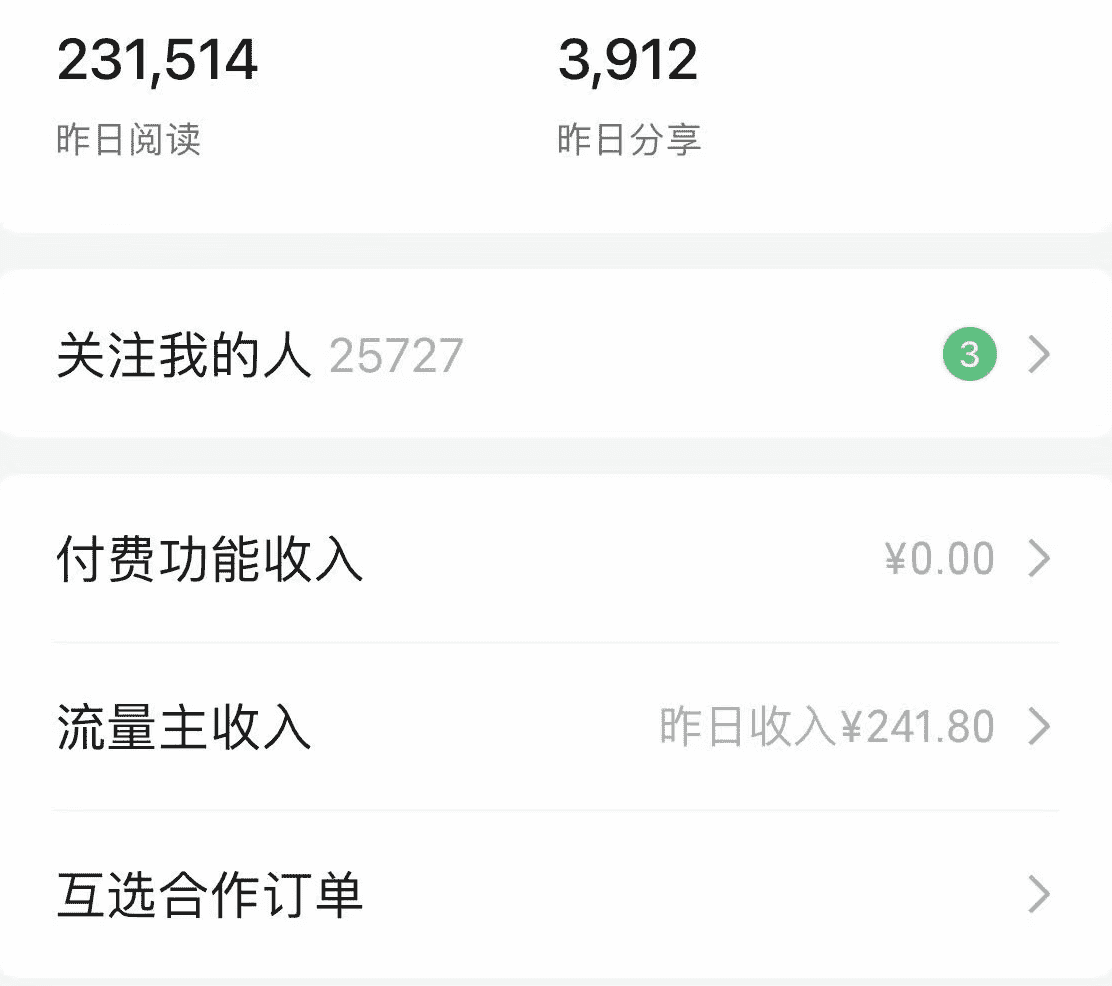 231,514 3,912
昨日阅读 昨日分享
关注我的人 25727 3
付费功能收入 ¥0.00
流量主收入 昨日收入¥241.80
互选合作订单